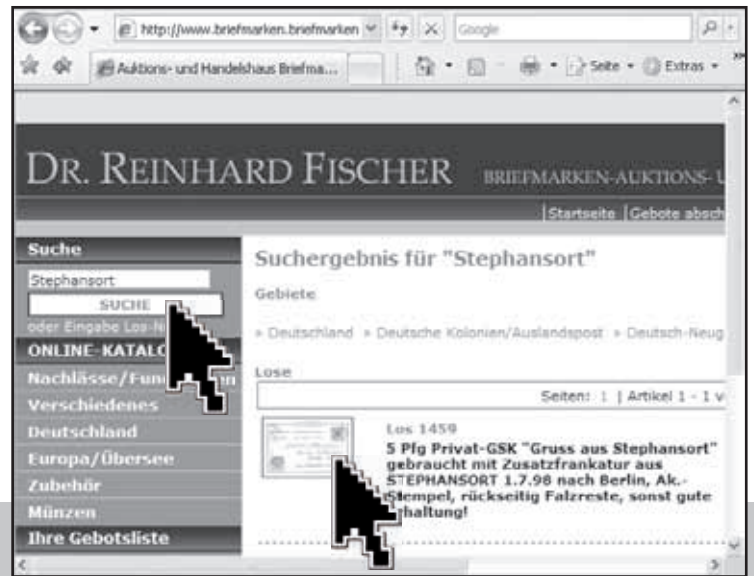 http://www.briefmarken.briefmarken
Google
Auktions- und Handelshaus Briefma...
Seite
Extras
DR. REINHARD FISCHER
BRIEFMARKEN-AUKTIONS- U
|Startseite |Gebote absch
Suche
Stephansort
SUCHE
oder Eingabe Los-N
ONLINE-KATALO
Nachlässe/Fun en
Verschiedenes
Deutschland
Europa/Übersee
Zubehör
Münzen
Ihre Gebotsliste
Suchergebnis für "Stephansort"
Gebiete
» Deutschland » Deutsche Kolonien/Auslandspost » Deutsch-Neug
Lose
Seiten: 1 | Artikel 1 - 1 v
Los 1459
5 Pfg Privat-GSK "Gruss aus Stephansort"
gebraucht mit Zusatzfrankatur aus
STEPHANSORT 1.7.98 nach Berlin, Ak.-
Stempel, rückseitig Falzreste, sonst gute
rhaltung!